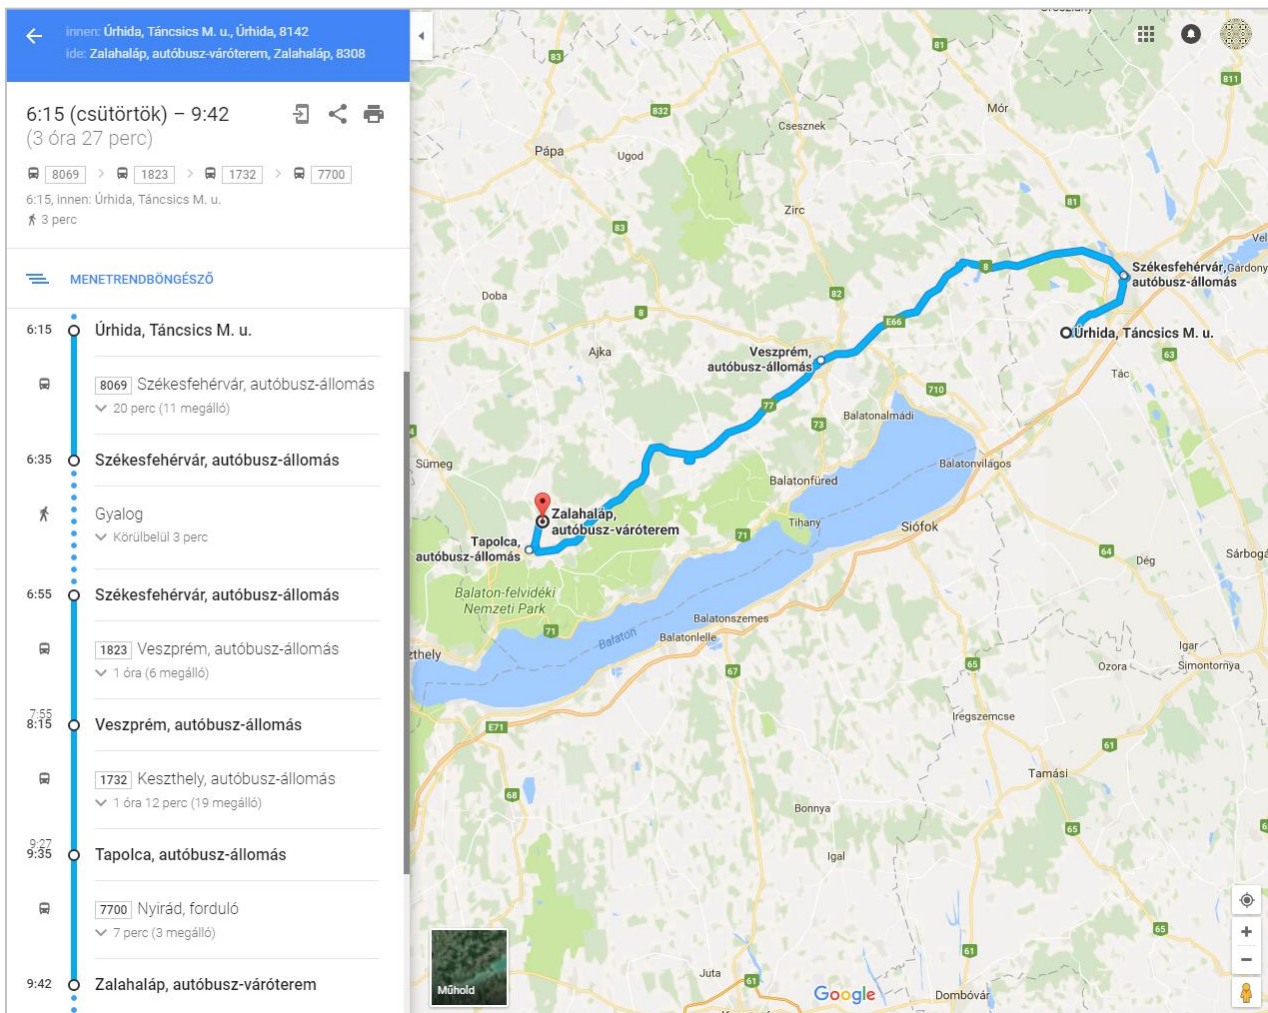 innen: Úrhida, Táncsics M. u., Úrhida, 8142
ide: Zalahaláp, autóbusz-váróterem, Zalahaláp, 8308
6:15 (csütörtök) – 9:42
(3 óra 27 perc)
8069 > 1823 > 1732 > 7700
6:15, innen: Úrhida, Táncsics M. u.
3 perc
MENETRENDBÖNGÉSZŐ
6:15 Úrhida, Táncsics M. u.
8069 Székesfehérvár, autóbusz-állomás
20 perc (11 megálló)
6:35 Székesfehérvár, autóbusz-állomás
Gyalog
Körülbelül 3 perc
6:55 Székesfehérvár, autóbusz-állomás
1823 Veszprém, autóbusz-állomás
1 óra (6 megálló)
7:55
8:15 Veszprém, autóbusz-állomás
1732 Keszthely, autóbusz-állomás
1 óra 12 perc (19 megálló)
9:27
9:35 Tapolca, autóbusz-állomás
7700 Nyirád, forduló
7 perc (3 megálló)
9:42 Zalahaláp, autóbusz-váróterem
81
83
811
832
Mór
Csesznek
Pápa
Ugod
81
Zirc
83
Vel
Székesfehérvár,
autóbusz-állomás
Gárdony
8
82
Doba
8
E66
Úrhida, Táncsics M. u.
Ajka
Veszprém,
autóbusz-állomás
63
Tác
710
77
Balatonalmádi
73
Sümeg
Balatonvilágos
Balatonfüred
Zalahaláp,
autóbusz-váróterem
Tihany
Siófok
71
Tapolca,
autóbusz-állomás
64
Dég
Sárbogá
Balaton-felvidéki
Nemzeti Park
Balatonszemes
71
Balaton
Balatonlelle
zthely
Igar
Simontornya
65
Ozora
67
Iregszemcse
E71
61
Tamási
68
Bonnya
65
6
Igal
65
61
Juta
61
Műhold
Google
Dombóvár